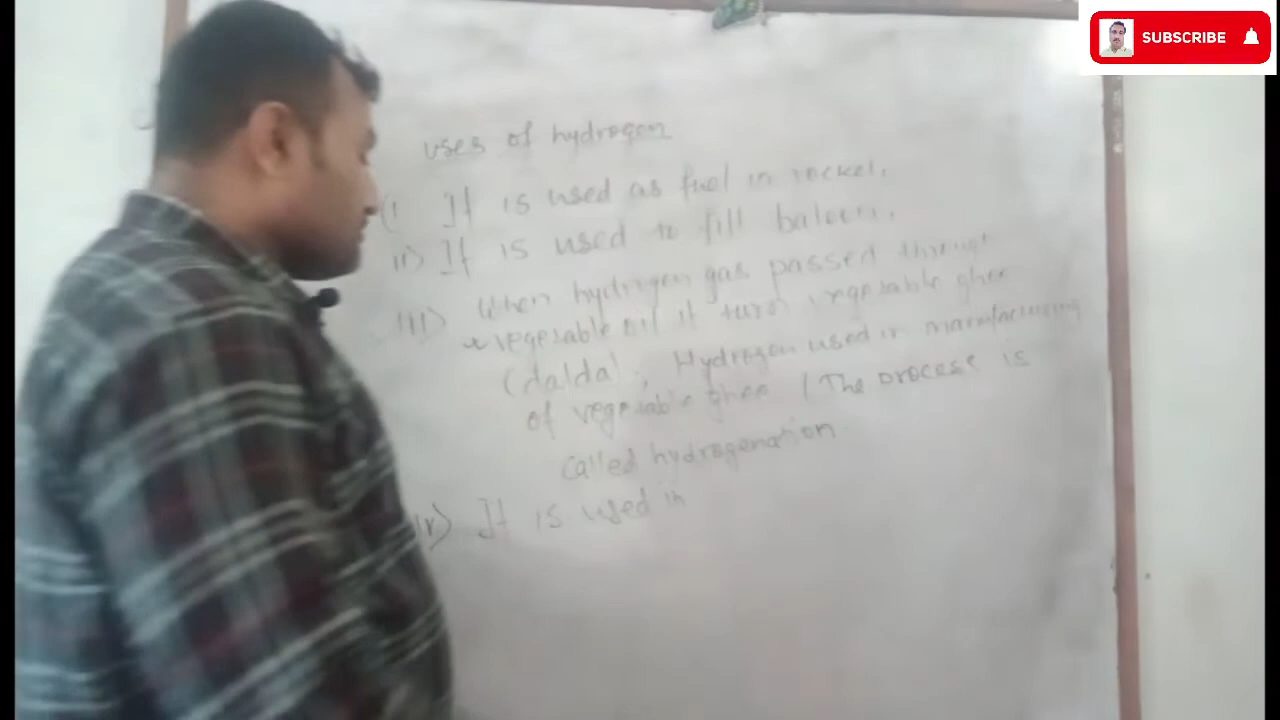 SUBSCRIBE
uses of hydrogen
(i It is used as fuel in rocket.
ii) It is used to fill
iii) When hydrogen gas passed through
vegetable oil it turn vegetable ghee
(dalda), Hydrogen used in manufacturing
of vegetable ghee / The process is
called hydrogenation
iv) It is used in